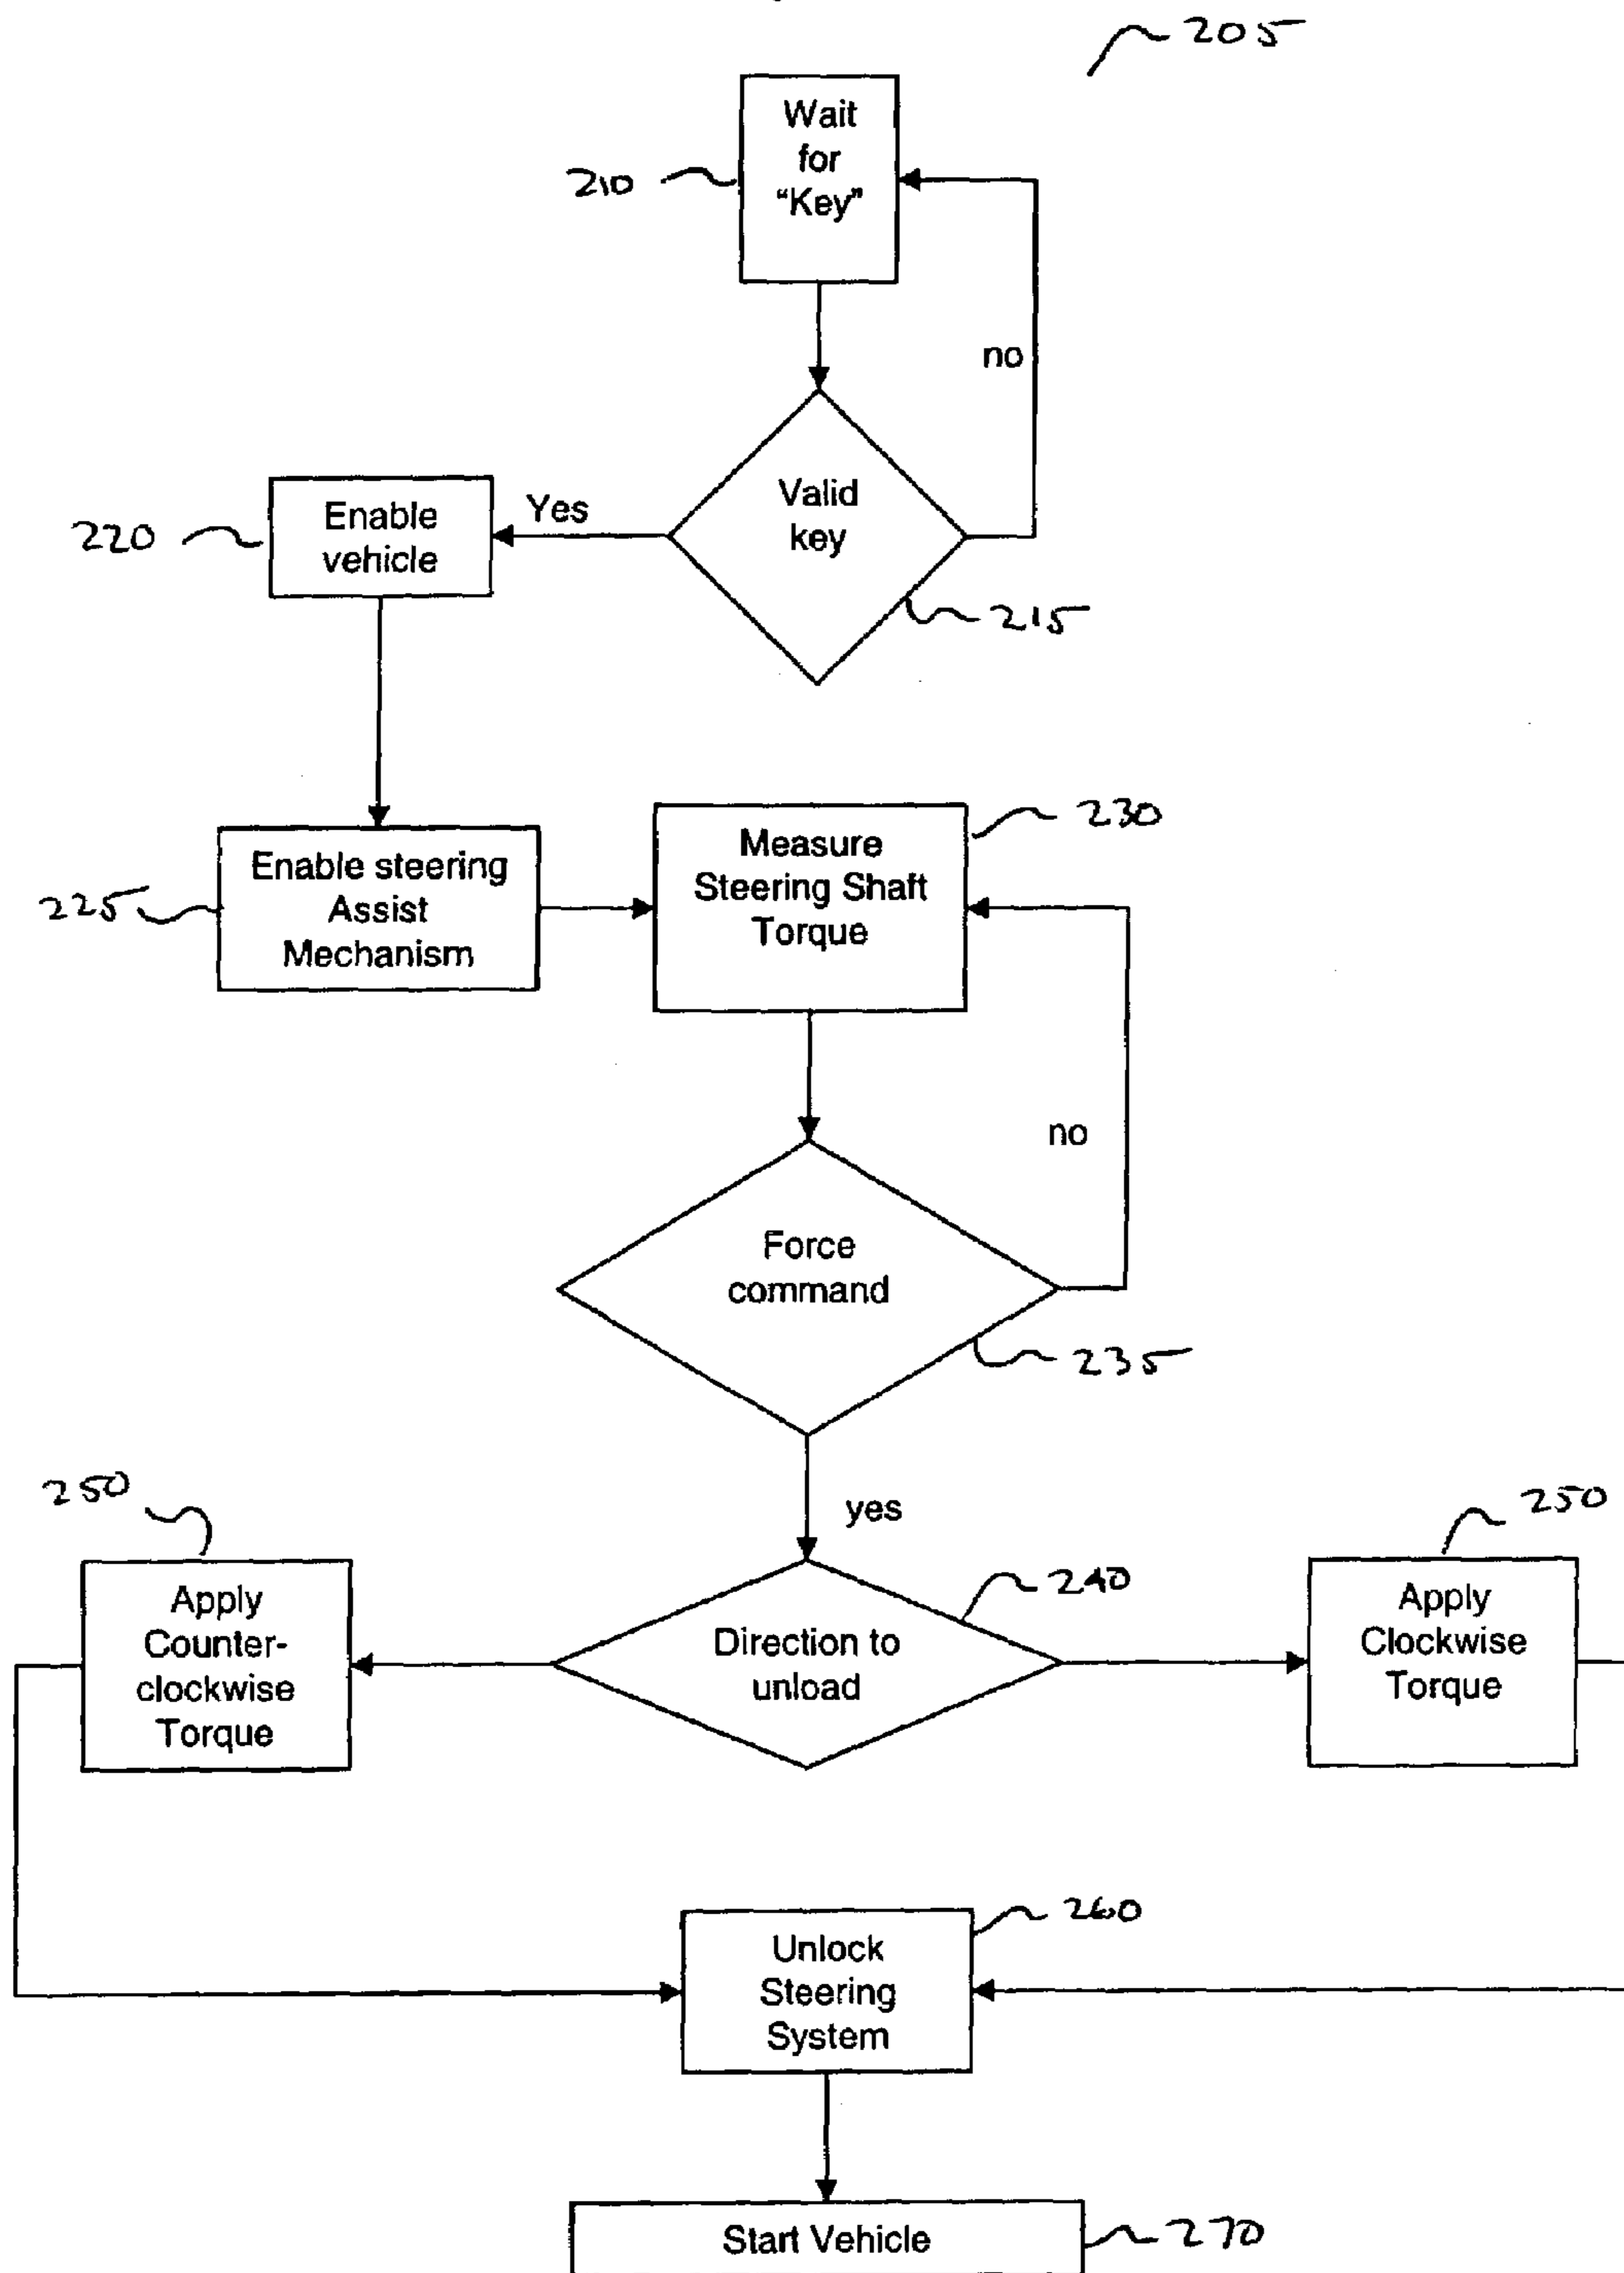 205
Wait
for
"Key"
210
no
Valid
key
Yes
Enable
vehicle
220
215
Measure
Steering Shaft
Torque
230
Enable steering
Assist
Mechanism
225
no
Force
command
235
yes
250
250
Apply
Counter-
clockwise
Torque
240
Direction to
unload
Apply
Clockwise
Torque
260
Unlock
Steering
System
Start Vehicle
270